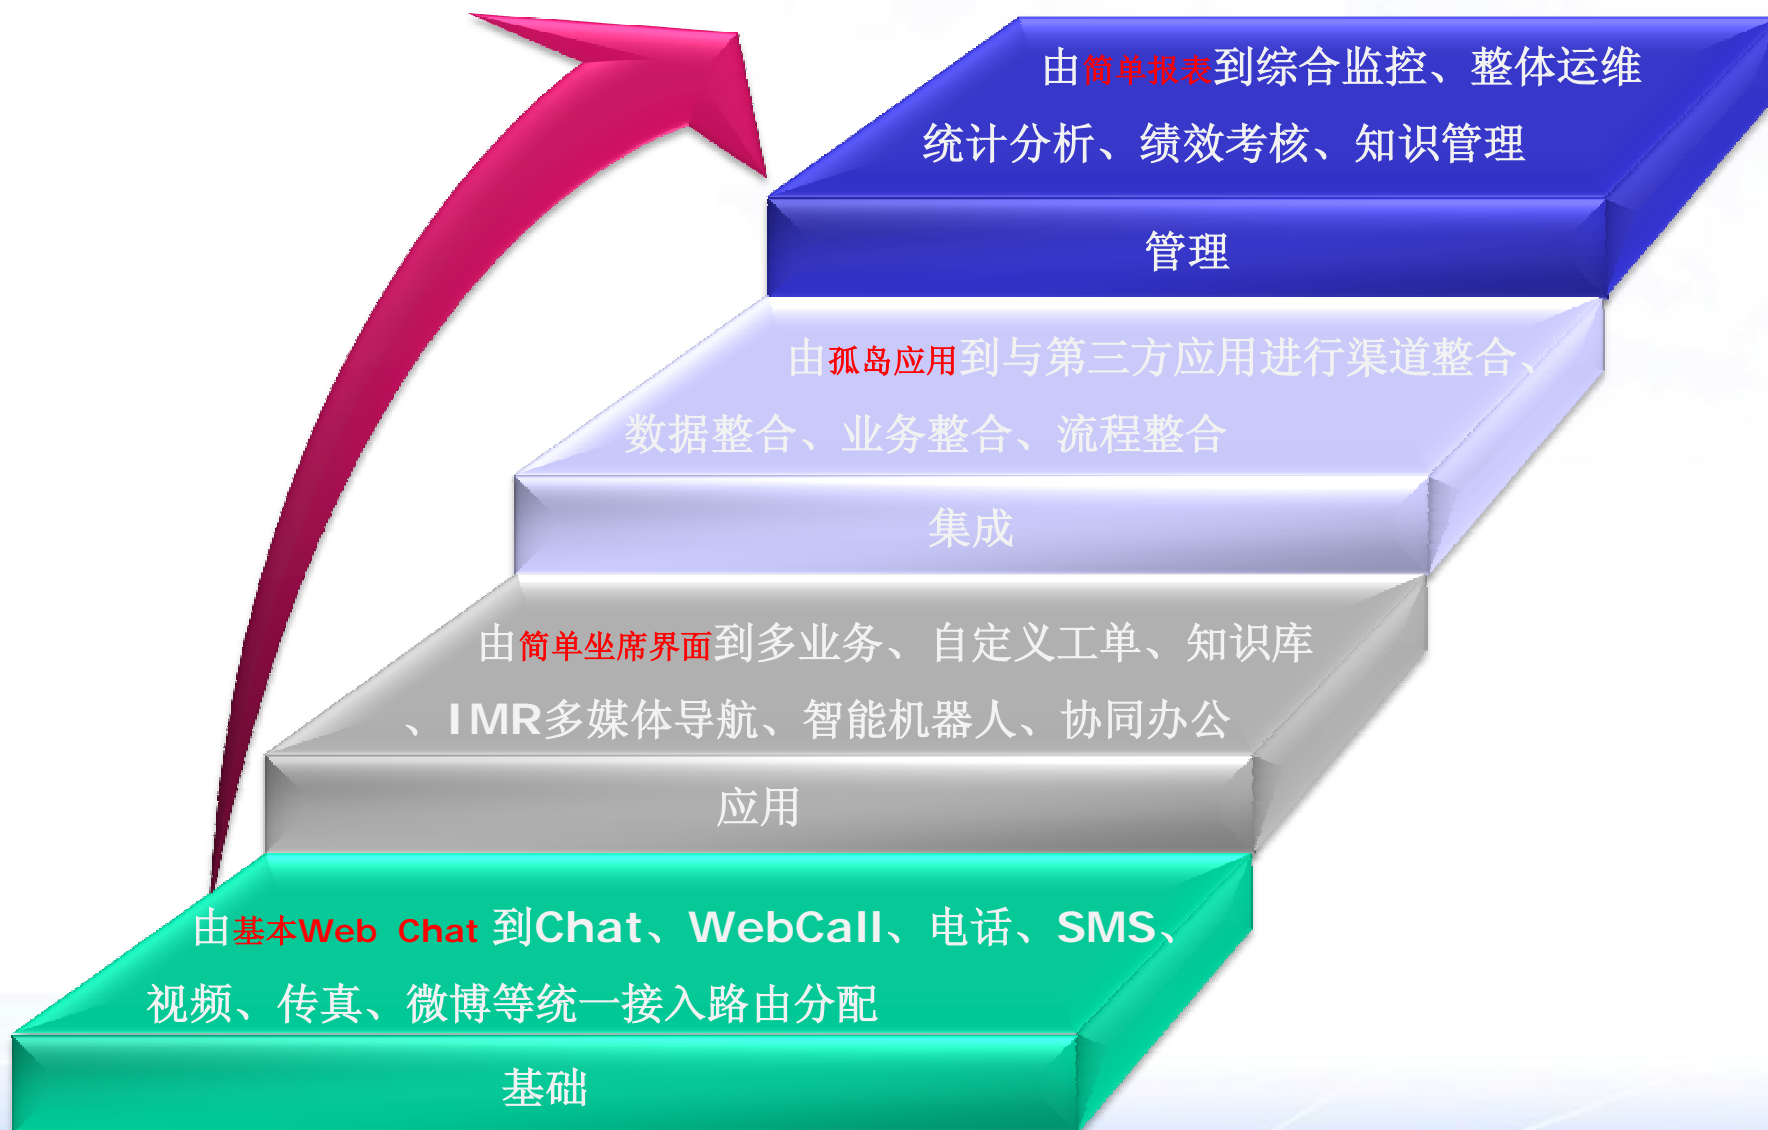 由简单报表到综合监控、整体运维
统计分析、绩效考核、知识管理
管理
由孤岛应用到与第三方应用进行渠道整合、
数据整合、业务整合、流程整合
集成
由简单坐席界面到多业务、自定义工单、知识库
、IMR多媒体导航、智能机器人、协同办公
应用
由基本Web Chat 到Chat、WebCall、电话、SMS、
视频、传真、微博等统一接入路由分配
基础